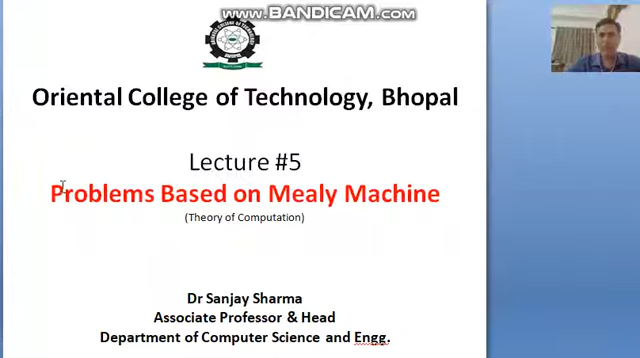 WWW.BANDICAM.COM
Oriental College of Technology, Bhopal
Lecture #5
Problems Based on Mealy Machine
(Theory of Computation)
Dr Sanjay Sharma
Associate Professor & Head
Department of Computer Science and Engg.